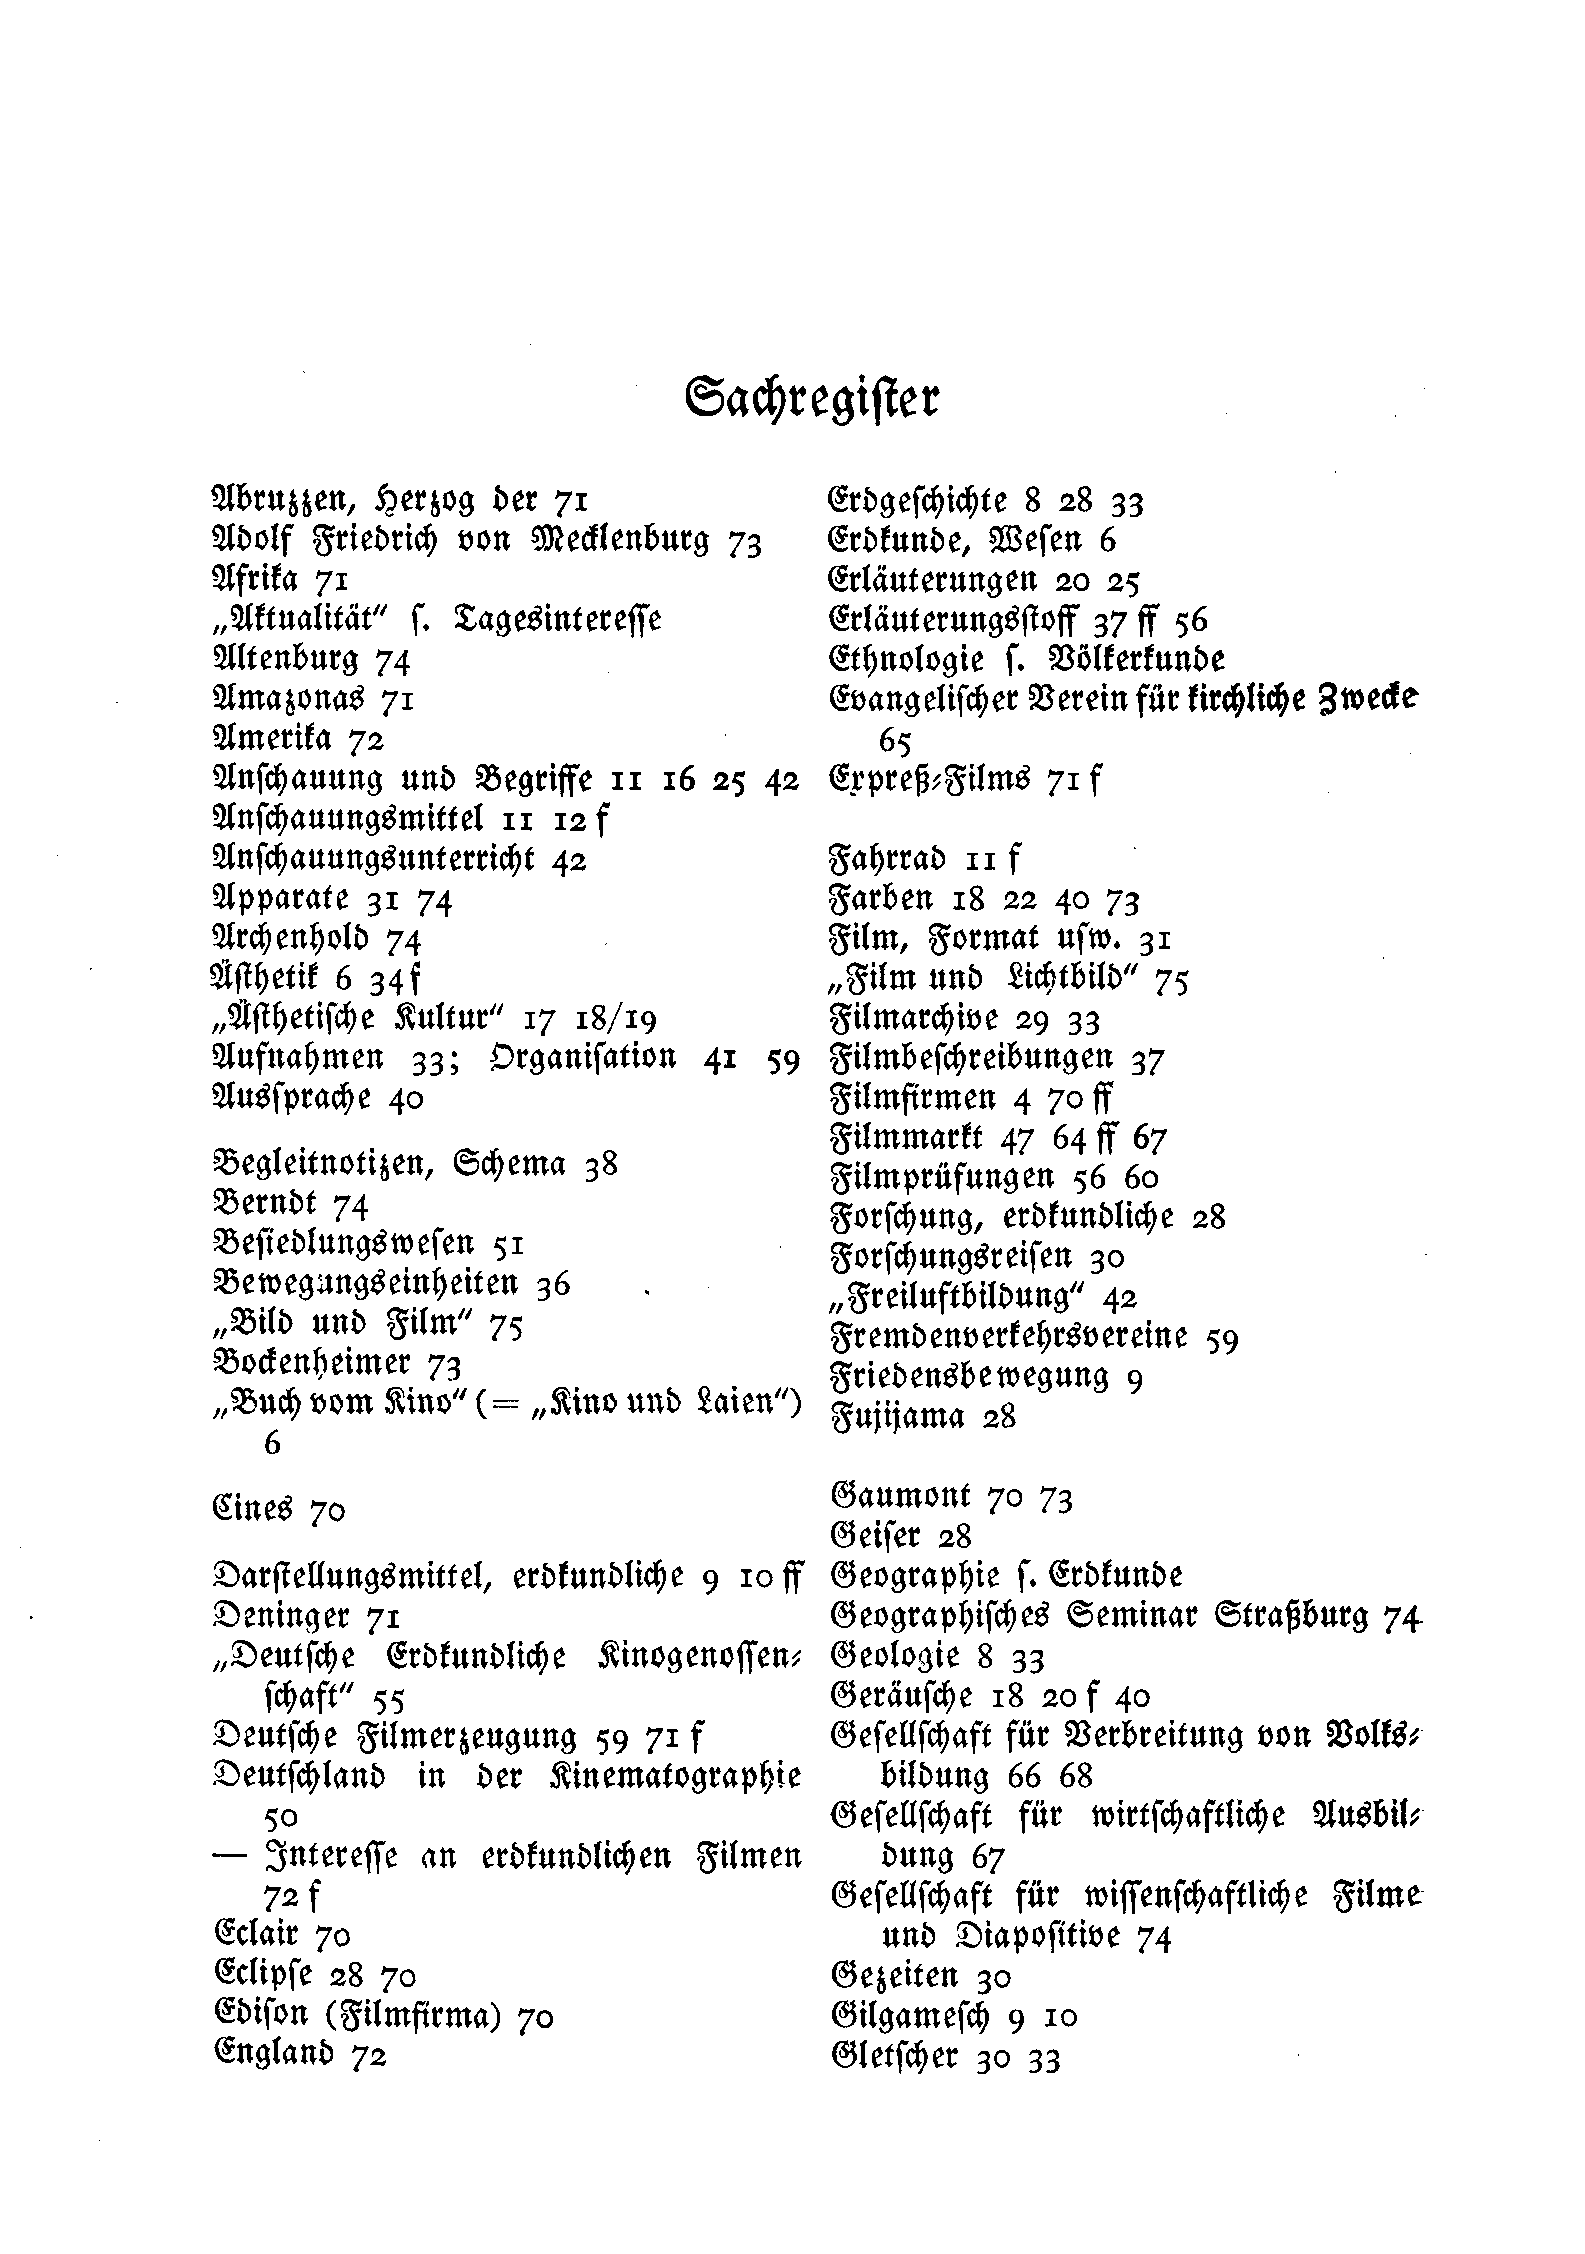 Sachregiſter
Abruzzen, Herzog der 71
Adolf Friedrich von Mecklenburg 73
Afrika 71
„Aktualität“ ſ. Tagesintereſſe
Altenburg 74
Amazonas 71
Amerika 72
Anſchauung und Begriffe 11 16 25 42
Anſchauungsmittel 11 12 f
Anſchauungsunterricht 42
Apparate 31 74
Archenhold 74
Äſthetik 6 34 f
„Äſthetiſche Kultur“ 17 18/19
Aufnahmen 33; Organiſation 41 59
Ausſprache 40
Begleitnotizen, Schema 38
Berndt 74
Beſiedlungsweſen 51
Bewegungseinheiten 36
„Bild und Film“ 75
Bockenheimer 73
„Buch vom Kino“ (= „Kino und Laien“)
6
Cines 70
Darſtellungsmittel, erdkundliche 9 10 ff
Deninger 71
„Deutſche Erdkundliche Kinogenoſſen⸗
ſchaft“ 55
Deutſche Filmerzeugung 59 71 f
Deutſchland in der Kinematographie
50
— Intereſſe an erdkundlichen Filmen
72 f
Eclair 70
Eclipſe 28 70
Ediſon (Filmfirma) 70
England 72
Erdgeſchichte 8 28 33
Erdkunde, Weſen 6
Erläuterungen 20 25
Erläuterungsſtoff 37 ff 56
Ethnologie ſ. Völkerkunde
Evangeliſcher Verein für kirchliche Zwecke
65
Expreß⸗Films 71 f
Fahrrad 11 f
Farben 18 22 40 73
Film, Format uſw. 31
„Film und Lichtbild“ 75
Filmarchive 29 33
Filmbeſchreibungen 37
Filmfirmen 4 70 ff
Filmmarkt 47 64 ff 67
Filmprüfungen 56 60
Forſchung, erdkundliche 28
Forſchungsreiſen 30
„Freiluftbildung“ 42
Fremdenverkehrsvereine 59
Friedensbewegung 9
Fujijama 28
Gaumont 70 73
Geiſer 28
Geographie ſ. Erdkunde
Geographiſches Seminar Straßburg 74
Geologie 8 33
Geräuſche 18 20 f 40
Geſellſchaft für Verbreitung von Volks⸗
bildung 66 68
Geſellſchaft für wirtſchaftliche Ausbil⸗
dung 67
Geſellſchaft für wiſſenſchaftliche Filme
und Diapoſitive 74
Gezeiten 30
Gilgameſch 9 10
Gletſcher 30 33